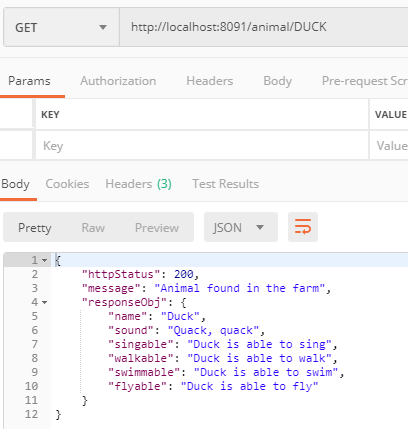 GET http://localhost:8091/animal/DUCK
Params Authorization Headers Body Pre-request Scr
KEY VALUE
Key Value
Body Cookies Headers (3) Test Results
Pretty Raw Preview JSON
1 {
2 "httpStatus": 200,
3 "message": "Animal found in the farm",
4 "responseObj": {
5 "name": "Duck",
6 "sound": "Quack, quack",
7 "singable": "Duck is able to sing",
8 "walkable": "Duck is able to walk",
9 "swimmable": "Duck is able to swim",
10 "flyable": "Duck is able to fly"
11 }
12 }